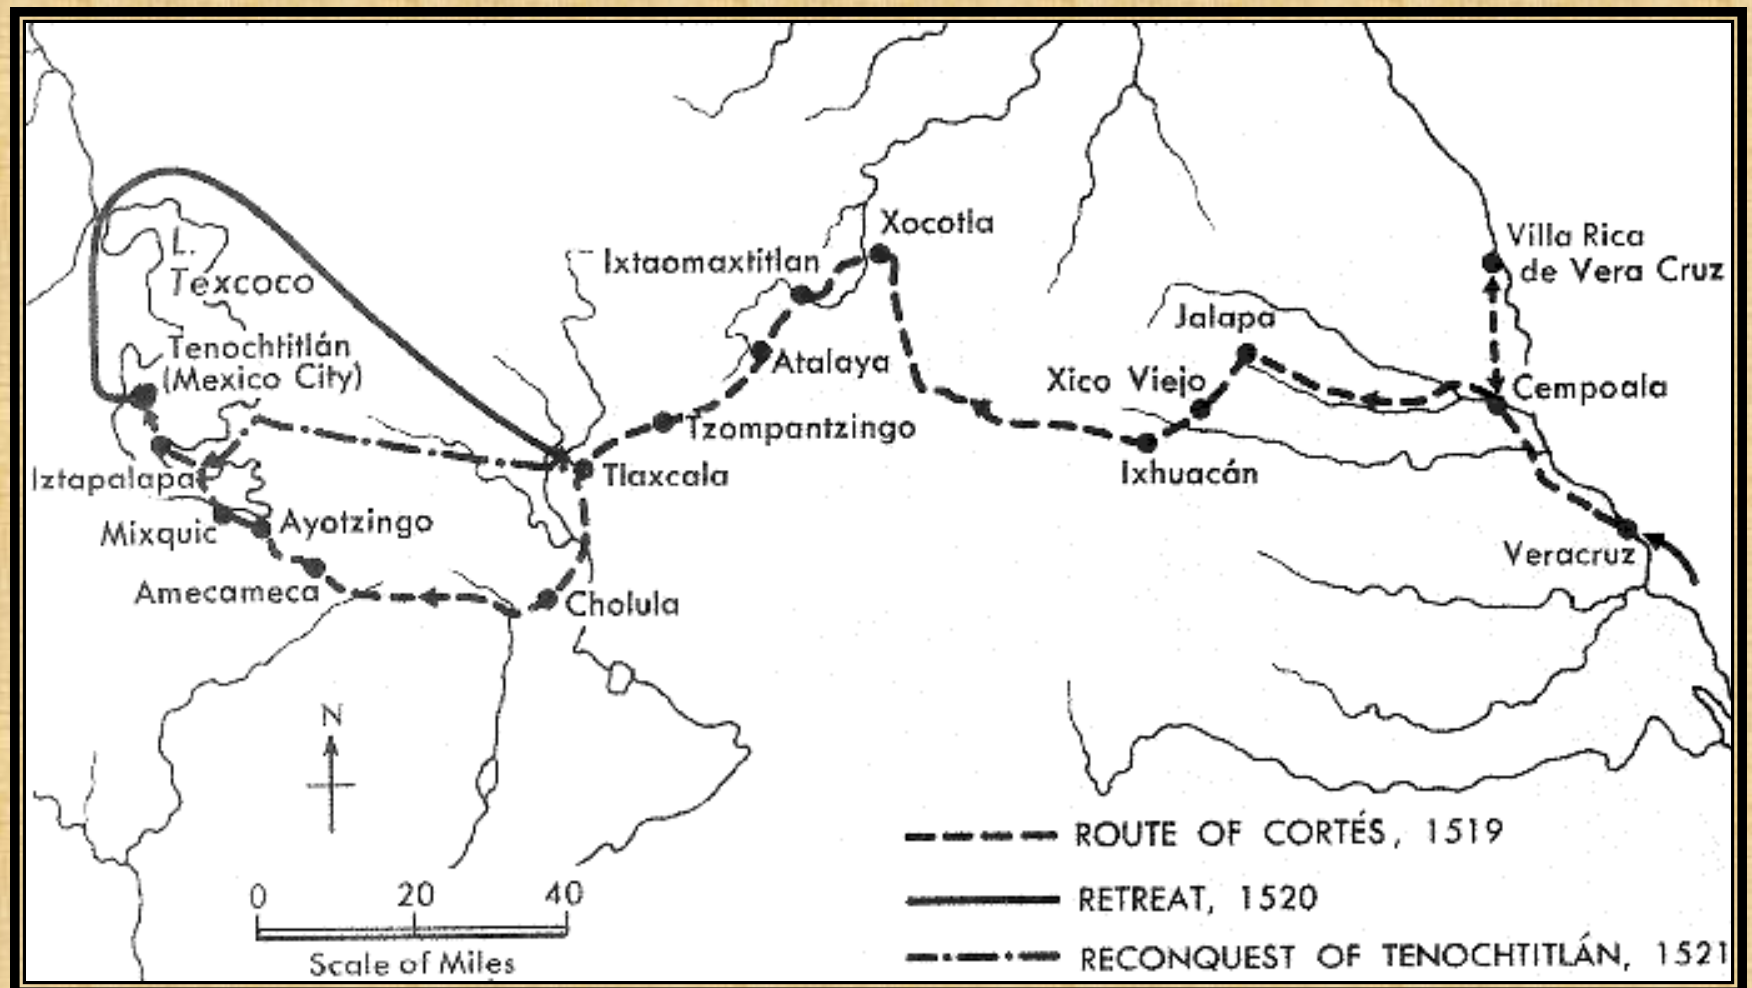 Xocotla
Ixtaomaxtitlan
Villa Rica
de Vera Cruz
L.
Texcoco
Jalapa
Tenochtitlán
(Mexico City)
Atalaya
Xico Viejo
Cempoala
Tzompantzingo
Iztapalapa
Tlaxcala
Ixhuacán
Mixquic
Ayotzingo
Veracruz
Amecameca
Cholula
N
0 20 40
Scale of Miles
ROUTE OF CORTÉS, 1519
RETREAT, 1520
RECONQUEST OF TENOCHTITLÁN, 1521